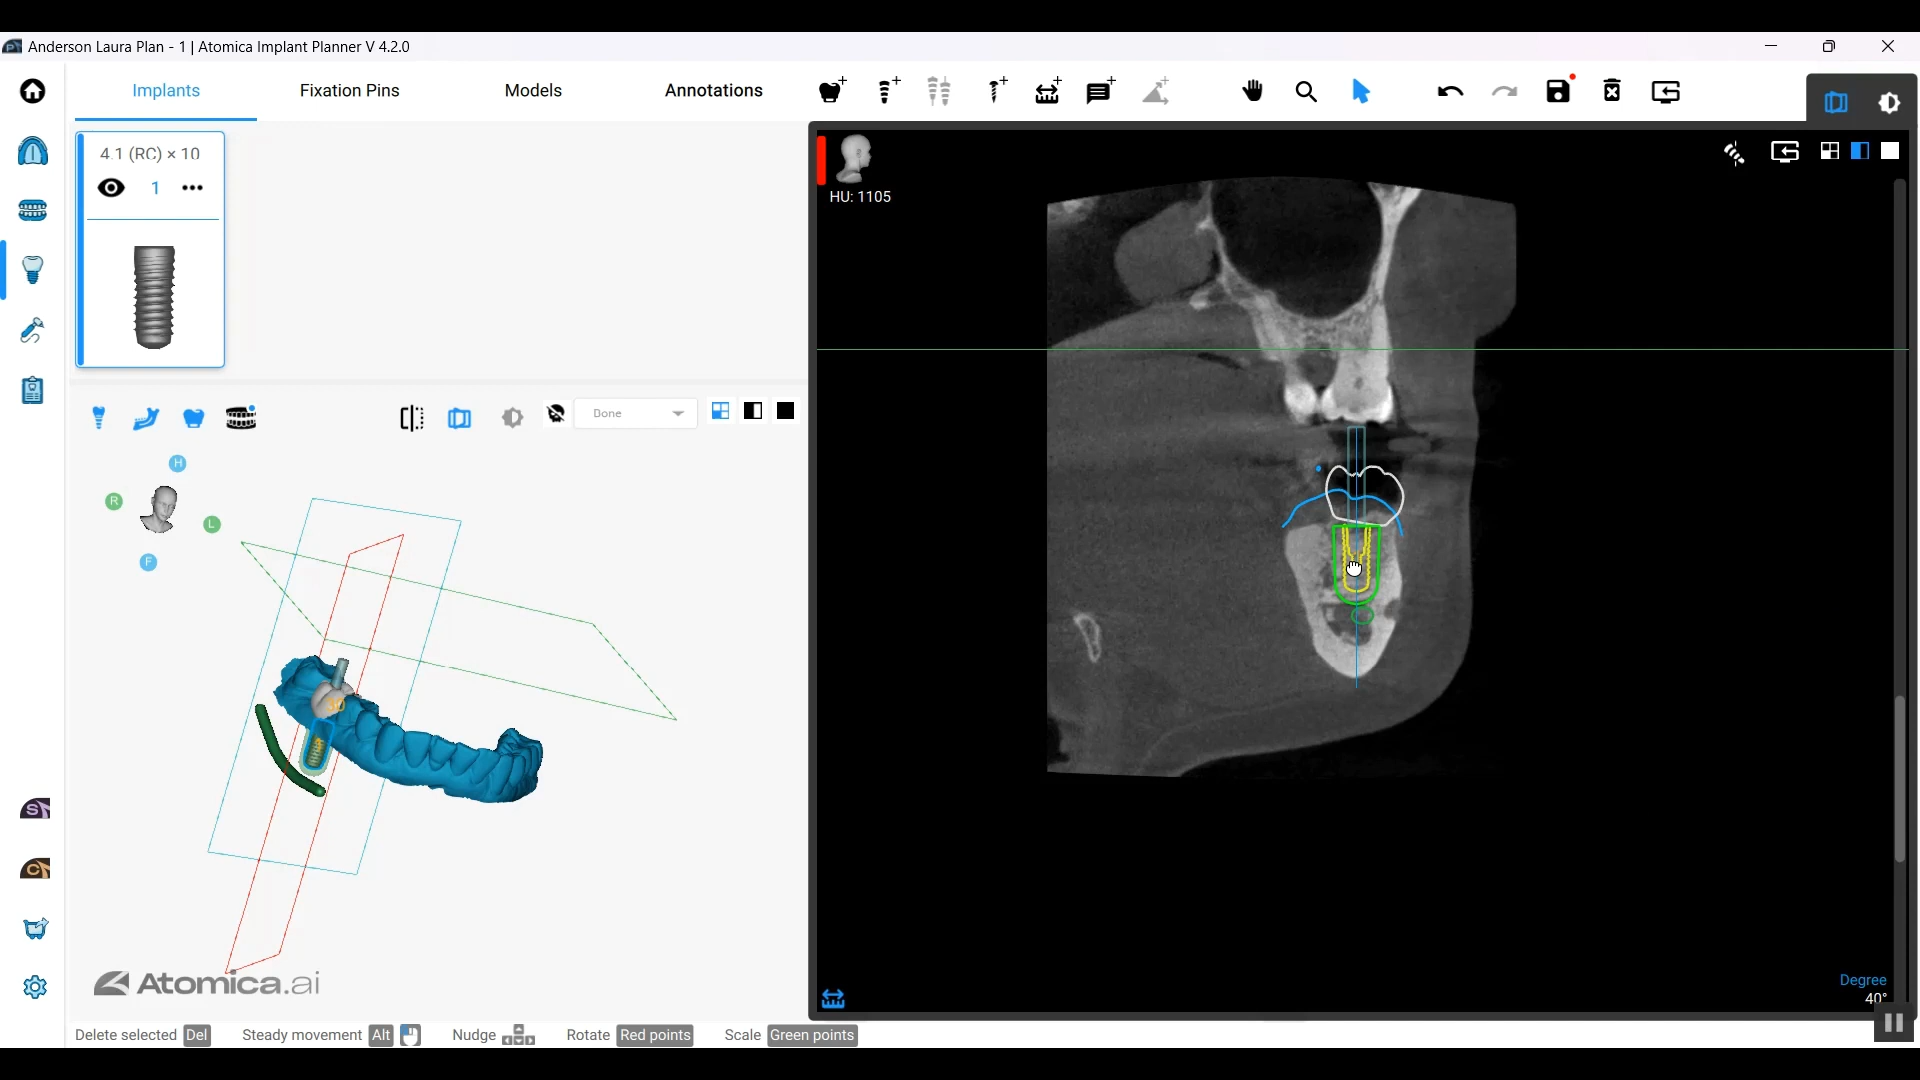 Anderson Laura Plan - 1 | Atomica Implant Planner V 4.2.0
Implants
Fixation Pins
Models
Annotations
4.1 (RC) × 10
1
HU: 1105
Done
H
R
L
F
30
Atomica.ai
S
C
Degree
40°
Delete selected Del
Steady movement Alt
Nudge
Rotate Red points
Scale Green points